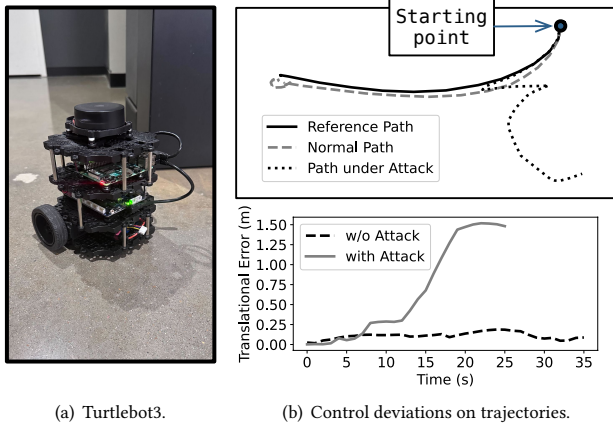 Starting
point
Reference Path
Normal Path
Path under Attack
Translational Error (m)
1.50
1.25
1.00
0.75
0.50
0.25
0.00
w/o Attack
with Attack
0 5 10 15 20 25 30 35
Time (s)
(a) Turtlebot3.
(b) Control deviations on trajectories.